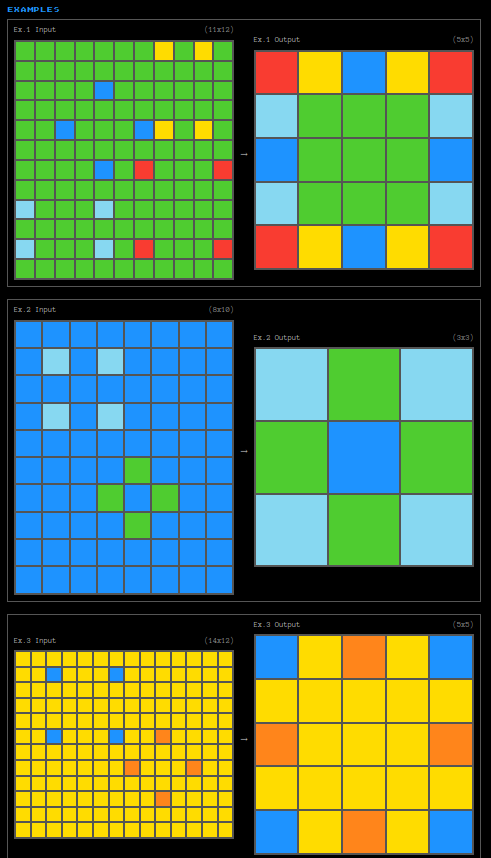 EXAMPLES
Ex.1 Input (11x12)
Ex.1 Output (5x5)
→
Ex.2 Input (8x10)
Ex.2 Output (3x3)
→
Ex.3 Input (14x12)
Ex.3 Output (5x5)
→